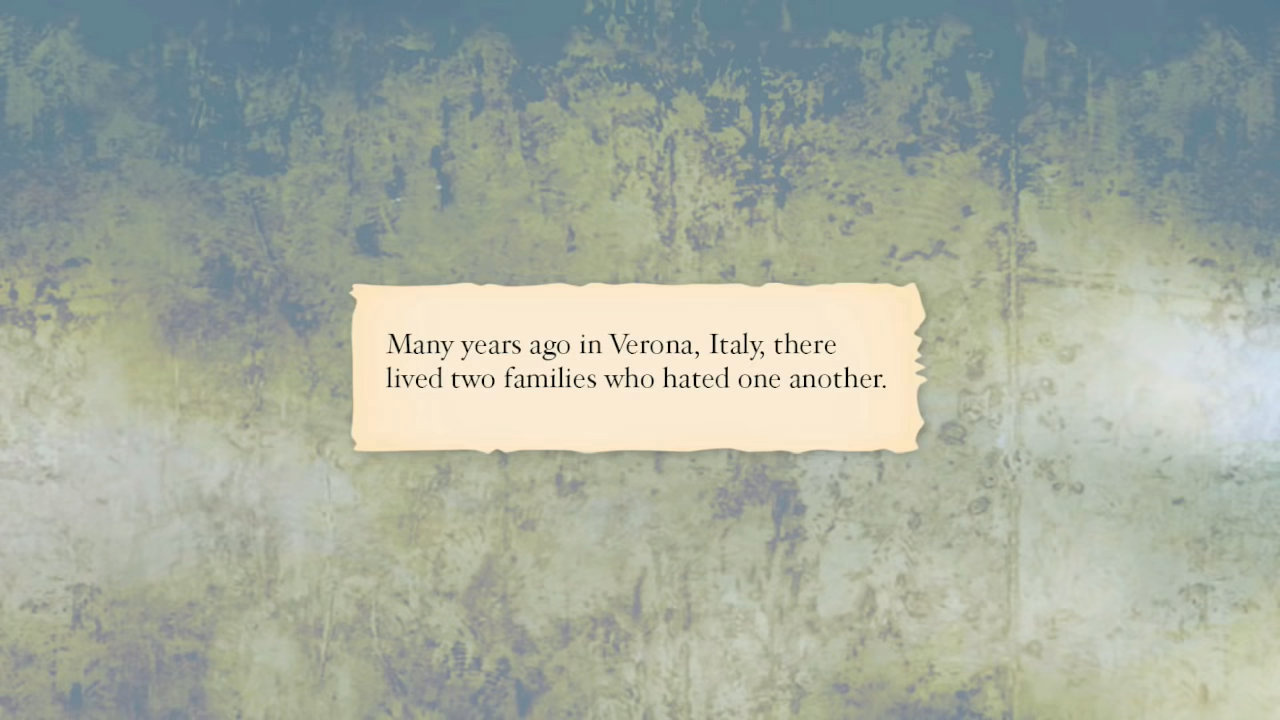 Many years ago in Verona, Italy, there
lived two families who hated one another.